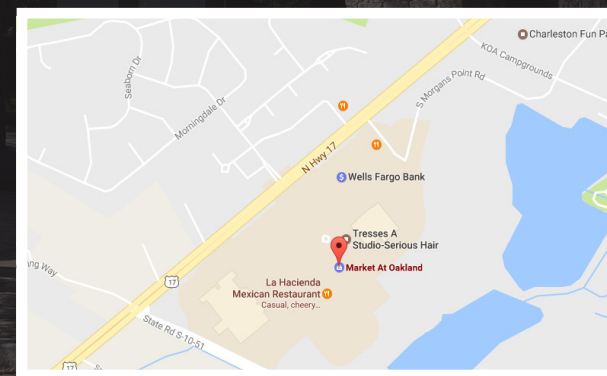 Charleston Fun Pa
KOA Campgrounds
S Morgans Point Rd
Seaborn Dr
Morningdale Dr
N Hwy 17
Wells Fargo Bank
Tresses A
Studio-Serious Hair
Market At Oakland
La Hacienda
Mexican Restaurant
Casual, cheery...
ng Way
17
State Rd S-10-51
17